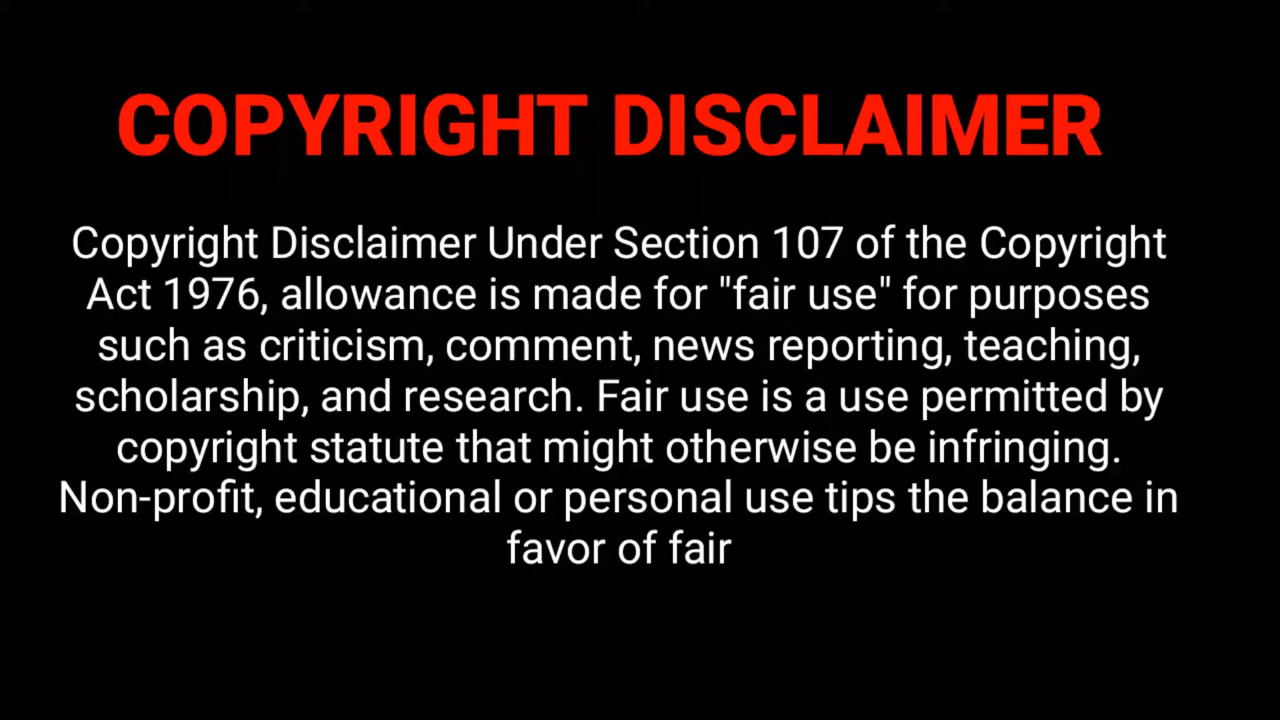 COPYRIGHT DISCLAIMER
Copyright Disclaimer Under Section 107 of the Copyright
Act 1976, allowance is made for "fair use" for purposes
such as criticism, comment, news reporting, teaching,
scholarship, and research. Fair use is a use permitted by
copyright statute that might otherwise be infringing.
Non-profit, educational or personal use tips the balance in
favor of fair